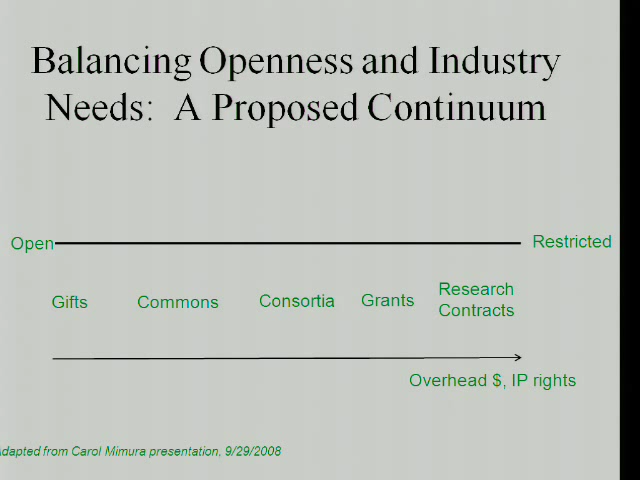 Balancing Openness and Industry
Needs: A Proposed Continuum
Open
Restricted
Gifts
Commons
Consortia
Grants
Research
Contracts
Overhead $, IP rights
dapted from Carol Mimura presentation, 9/29/2008